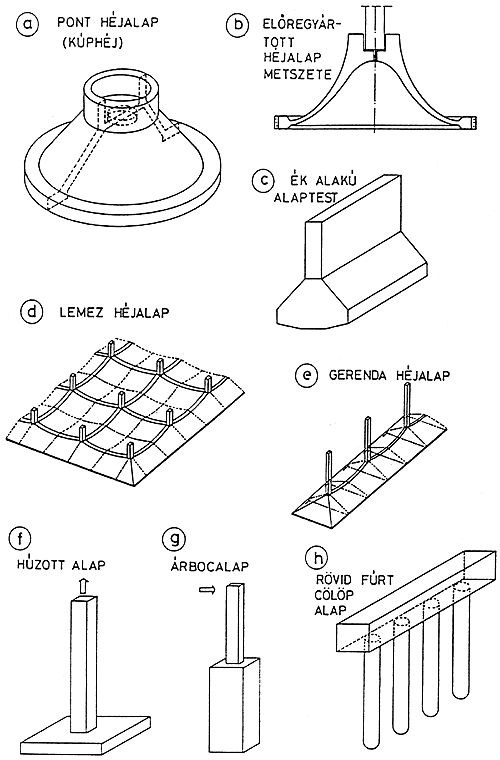 a PONT HÉJALAP
(KÚPHÉJ)
b ELŐREGYÁR-
TOTT
HÉJALAP
METSZETE
c ÉK ALAKÚ
ALAPTEST
d LEMEZ HÉJALAP
e GERENDA HÉJALAP
f
HÚZOTT ALAP
g
ÁRBOCALAP
h
RÖVID FÚRT
CÖLÖP
ALAP